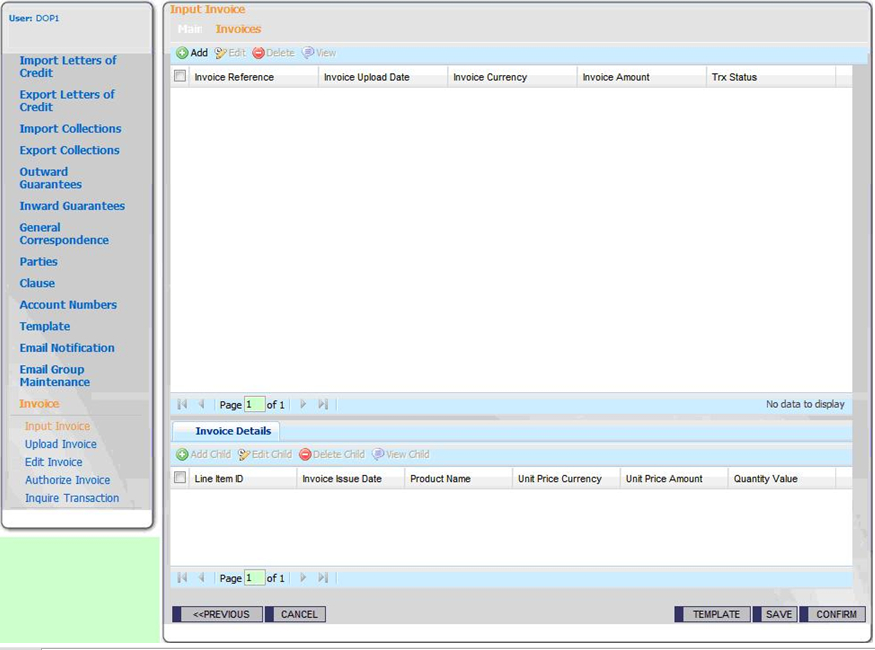 User: DOP1
Import Letters of
Credit
Export Letters of
Credit
Import Collections
Export Collections
Outward
Guarantees
Inward Guarantees
General
Correspondence
Parties
Clause
Account Numbers
Template
Email Notification
Email Group
Maintenance
Invoice
Input Invoice
Upload Invoice
Edit Invoice
Authorize Invoice
Inquire Transaction
Input Invoice
Main Invoices
Add Edit Delete View
Invoice Reference Invoice Upload Date Invoice Currency Invoice Amount Trx Status
Page 1 of 1 No data to display
Invoice Details
Add Child Edit Child Delete Child View Child
Line Item ID Invoice Issue Date Product Name Unit Price Currency Unit Price Amount Quantity Value
Page 1 of 1
<<PREVIOUS CANCEL TEMPLATE SAVE CONFIRM